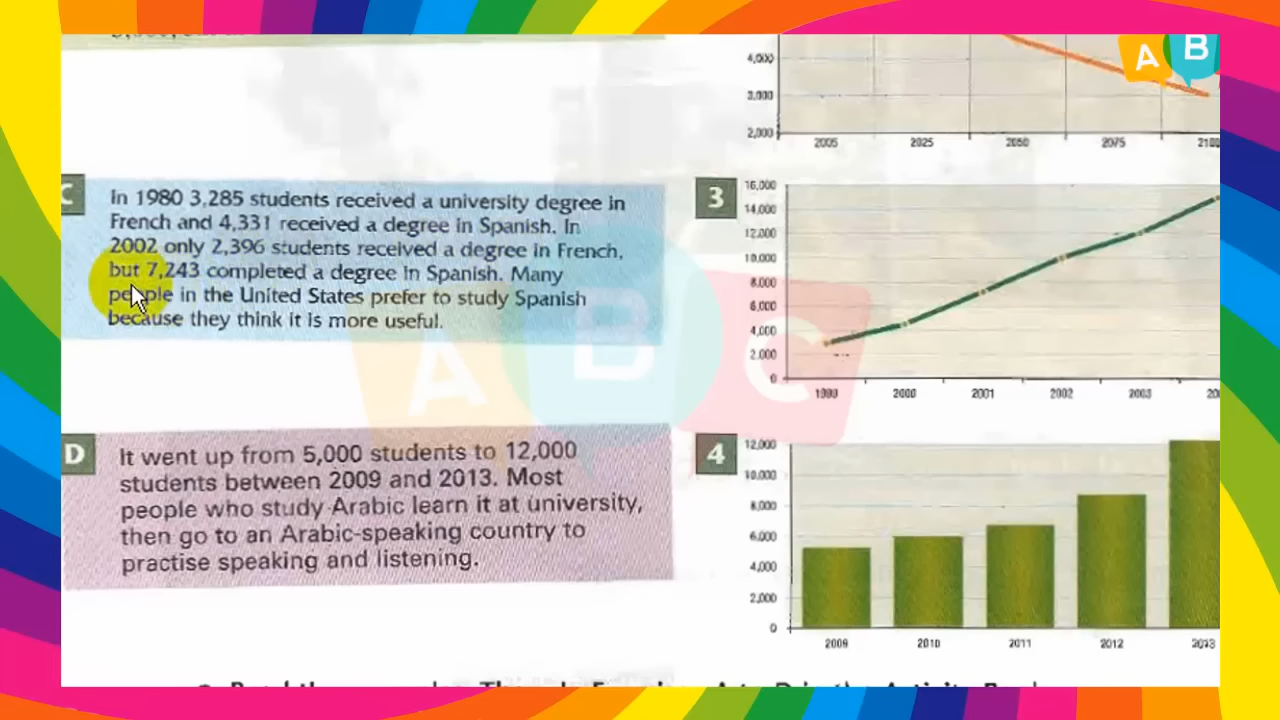 A B
4,000
3,000
2,000
2005 2025 2050 2075 2100
C
In 1980 3,285 students received a university degree in
French and 4,331 received a degree in Spanish. In
2002 only 2,396 students received a degree in French,
but 7,243 completed a degree in Spanish. Many
people in the United States prefer to study Spanish
because they think it is more useful.
3
16,000
14,000
12,000
10,000
8,000
6,000
4,000
2,000
0
1999 2000 2001 2002 2003
A B C
D
It went up from 5,000 students to 12,000
students between 2009 and 2013. Most
people who study Arabic learn it at university,
then go to an Arabic-speaking country to
practise speaking and listening.
4
12,000
10,000
8,000
6,000
4,000
2,000
0
2009 2010 2011 2012 2013